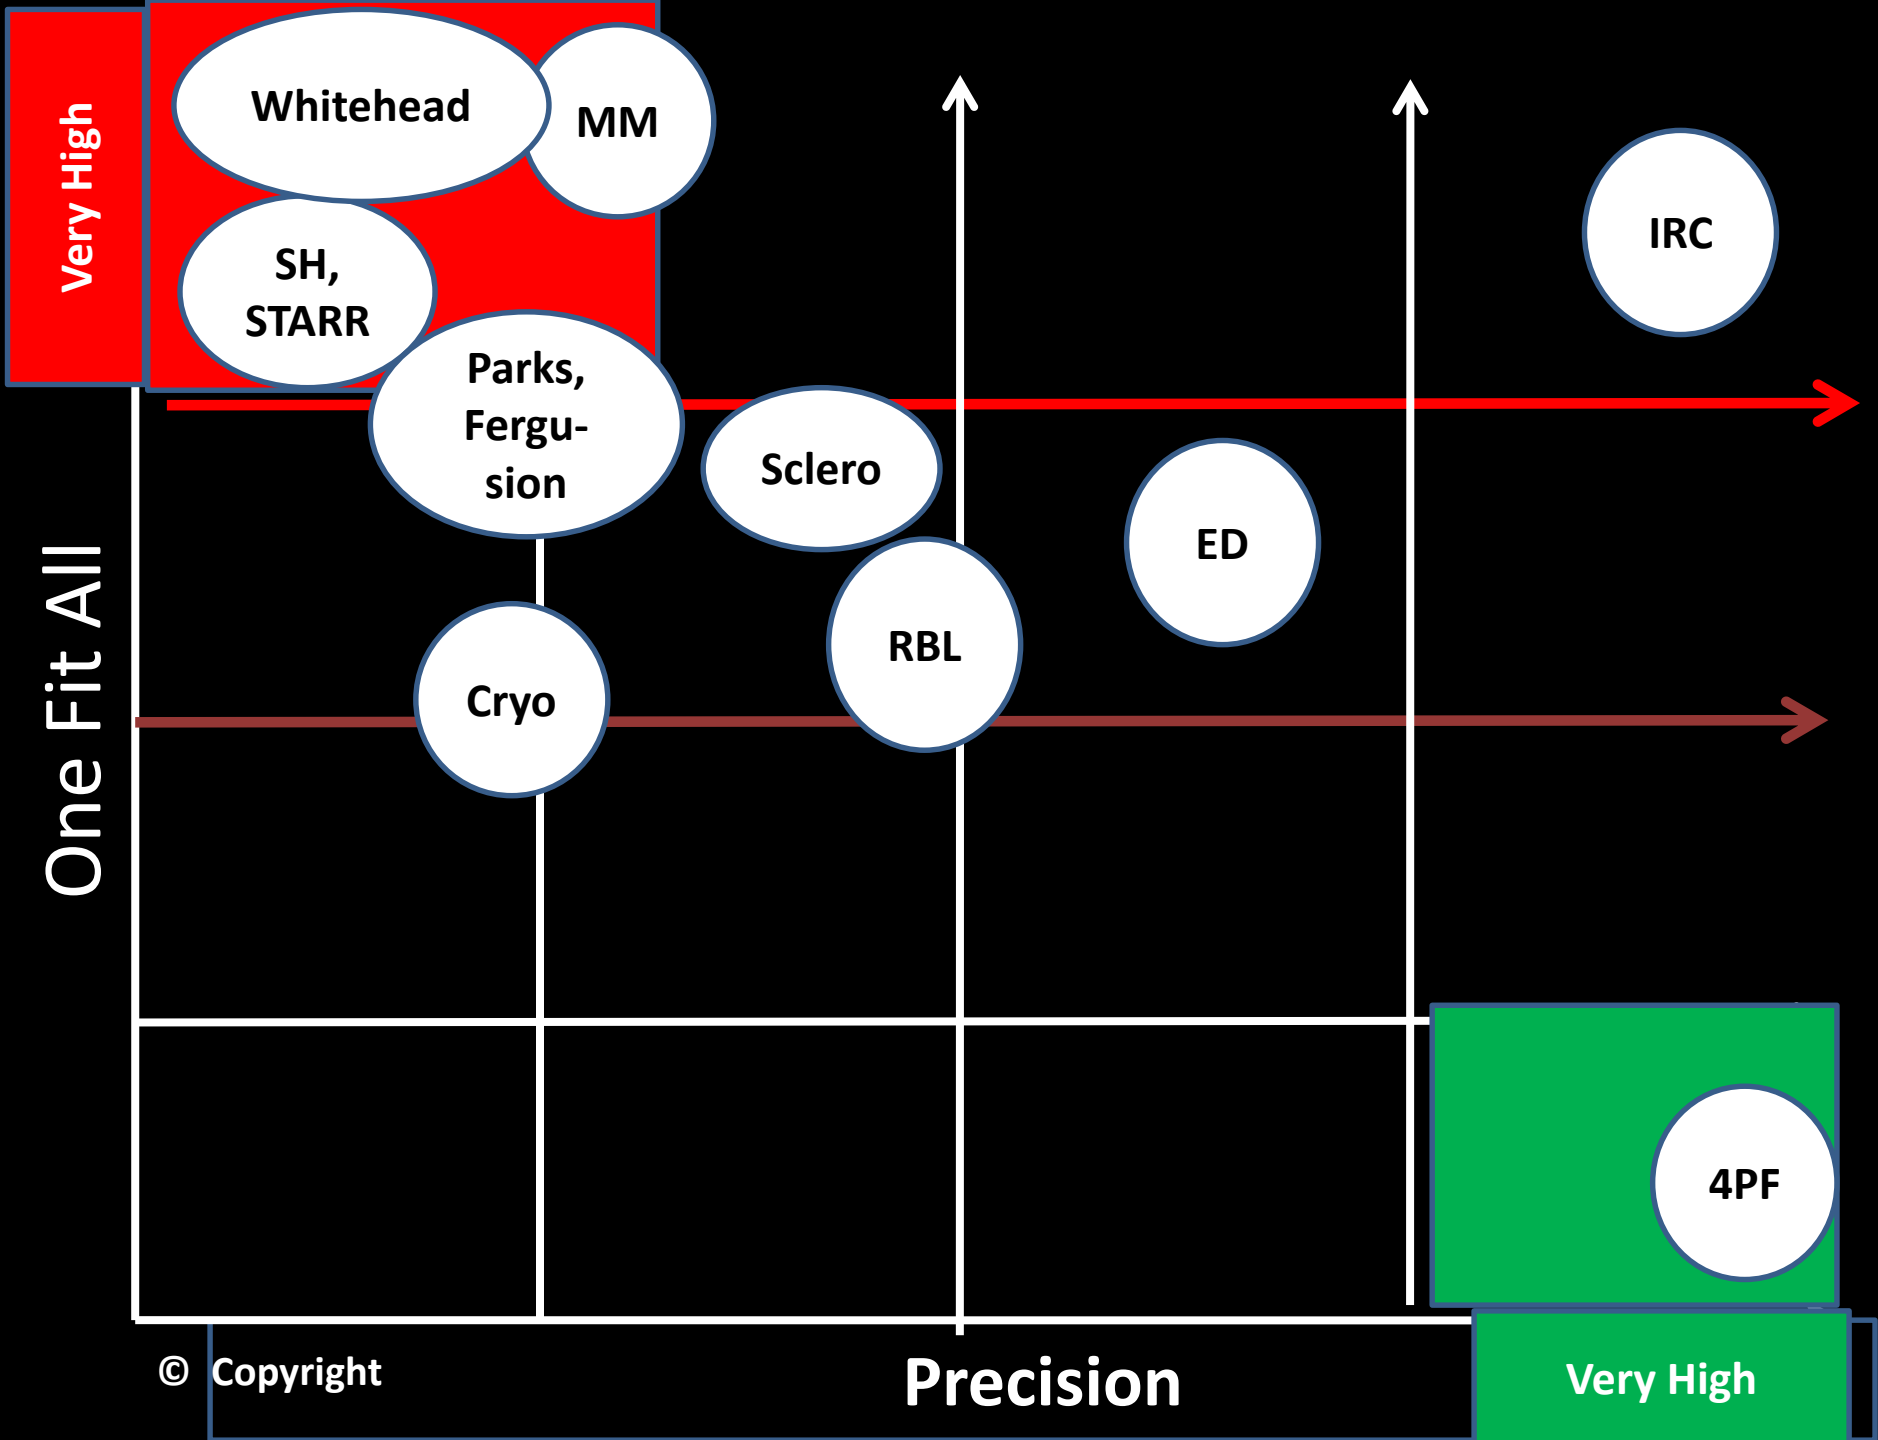 Very High
Whitehead
MM
IRC
SH,
STARR
Parks,
Fergu-
sion
Sclero
ED
RBL
Cryo
One Fit All
4PF
© Copyright
Precision
Very High